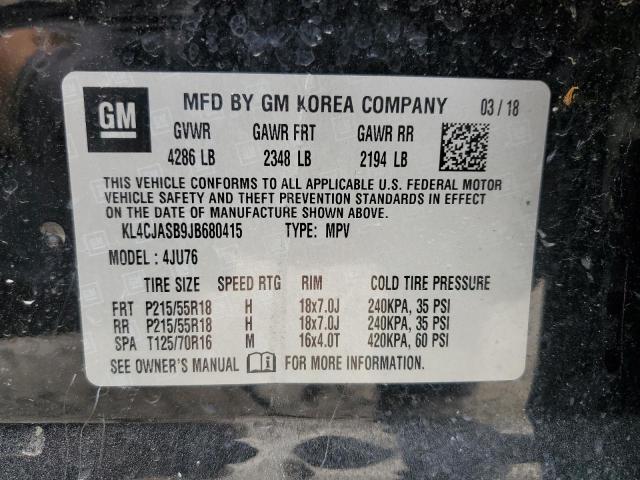 GM MFD BY GM KOREA COMPANY 03 / 18
GVWR GAWR FRT GAWR RR
4286 LB 2348 LB 2194 LB
THIS VEHICLE CONFORMS TO ALL APPLICABLE U.S. FEDERAL MOTOR
VEHICLE SAFETY AND THEFT PREVENTION STANDARDS IN
EFFECT ON THE DATE OF MANUFACTURE SHOWN ABOVE.
KL4CJASB9JB680415 TYPE: MPV
MODEL : 4JU76
TIRE SIZE SPEED RTG RIM COLD TIRE PRESSURE
FRT P215/55R18 H 18x7.0J 240KPA, 35 PSI
RR P215/55R18 H 18x7.0J 240KPA, 35 PSI
SPA T125/70R16 M 16x4.0T 420KPA, 60 PSI
SEE OWNER'S MANUAL FOR ADDITIONAL INFORMATION.